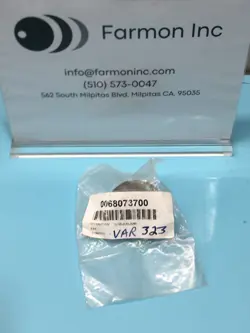 Farmon Inc
info@farmoninc.com
(510) 573-0047
563 South Milpitas Blvd, Milpitas CA. 95035
0068073700
VAR 323